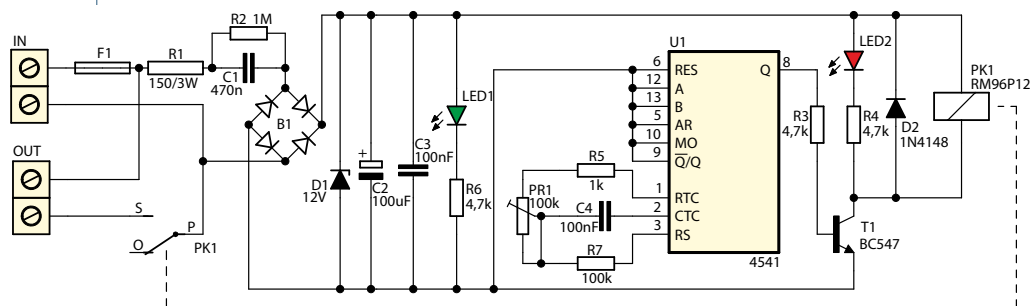 IN
F1
R1
150/3W
R2 1M
C1
470n
B1
OUT
S
P
O
PK1
D1
12V
+
C2
100uF
C3
100nF
LED1
R6
4,7k
PR1
100k
R5
1k
C4
100nF
R7
100k
U1
6 RES
12 A
13 B
5 AR
10 MO
9 Q/Q
1 RTC
2 CTC
3 RS
Q 8
4541
R3
4,7k
LED2
R4
4,7k
D2
1N4148
T1
BC547
PK1
RM96P12